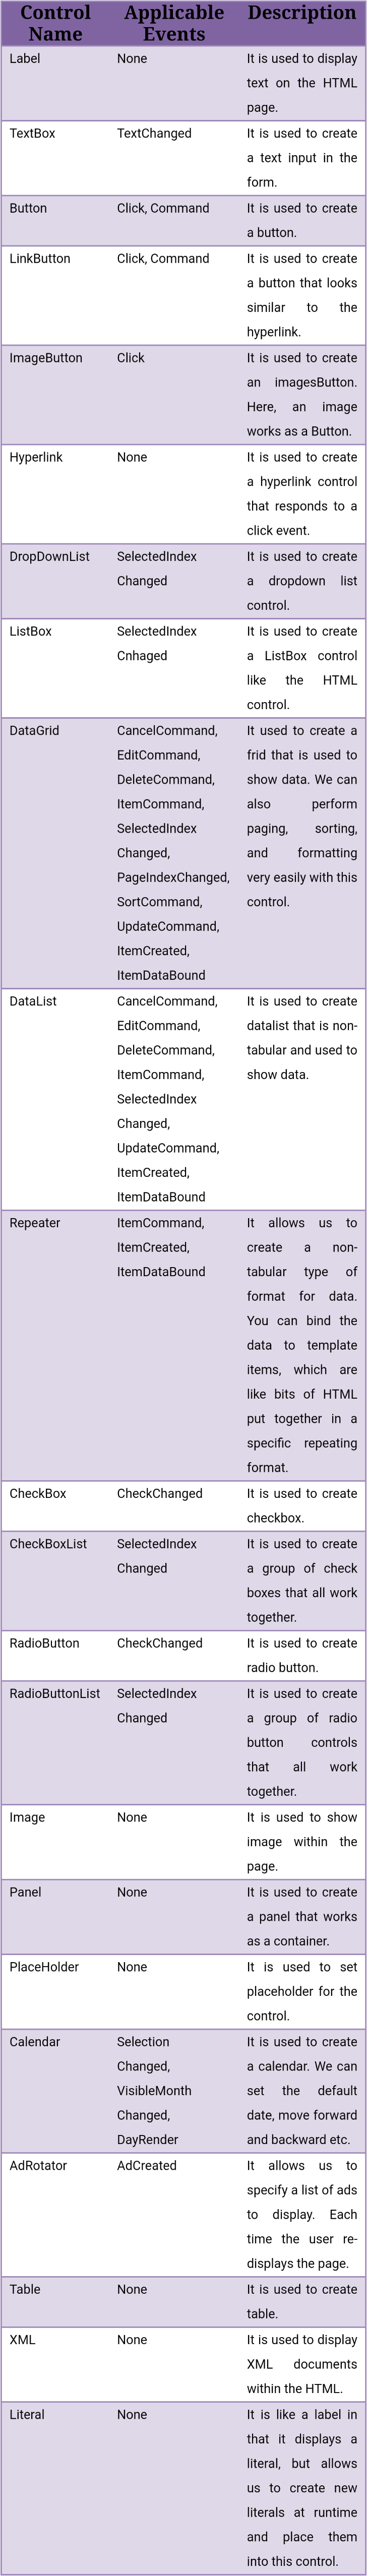 Control Name
Applicable Events
Description
Label
None
It is used to display
text on the HTML
page.
TextBox
TextChanged
It is used to create
a text input in the
form.
Button
Click, Command
It is used to create
a button.
LinkButton
Click, Command
It is used to create
a button that looks
similar to the
hyperlink.
ImageButton
Click
It is used to create
an imagesButton.
Here, an image
works as a Button.
Hyperlink
None
It is used to create
a hyperlink control
that responds to a
click event.
DropDownList
SelectedIndex
Changed
It is used to create
a dropdown list
control.
ListBox
SelectedIndex
Cnhaged
It is used to create
a ListBox control
like the HTML
control.
DataGrid
CancelCommand,
EditCommand,
DeleteCommand,
ItemCommand,
SelectedIndex
Changed,
PageIndexChanged,
SortCommand,
UpdateCommand,
ItemCreated,
ItemDataBound
It used to create a
frid that is used to
show data. We can
also perform
paging, sorting,
and formatting
very easily with this
control.
DataList
CancelCommand,
EditCommand,
DeleteCommand,
ItemCommand,
SelectedIndex
Changed,
UpdateCommand,
ItemCreated,
ItemDataBound
It is used to create
datalist that is non-
tabular and used to
show data.
Repeater
ItemCommand,
ItemCreated,
ItemDataBound
It allows us to
create a non-
tabular type of
format for data.
You can bind the
data to template
items, which are
like bits of HTML
put together in a
specific repeating
format.
CheckBox
CheckChanged
It is used to create
checkbox.
CheckBoxList
SelectedIndex
Changed
It is used to create
a group of check
boxes that all work
together.
RadioButton
CheckChanged
It is used to create
radio button.
RadioButtonList
SelectedIndex
Changed
It is used to create
a group of radio
button controls
that all work
together.
Image
None
It is used to show
image within the
page.
Panel
None
It is used to create
a panel that works
as a container.
PlaceHolder
None
It is used to set
placeholder for the
control.
Calendar
Selection
Changed,
VisibleMonth
Changed,
DayRender
It is used to create
a calendar. We can
set the default
date, move forward
and backward etc.
AdRotator
AdCreated
It allows us to
specify a list of ads
to display. Each
time the user re-
displays the page.
Table
None
It is used to create
table.
XML
None
It is used to display
XML documents
within the HTML.
Literal
None
It is like a label in
that it displays a
literal, but allows
us to create new
literals at runtime
and place them
into this control.